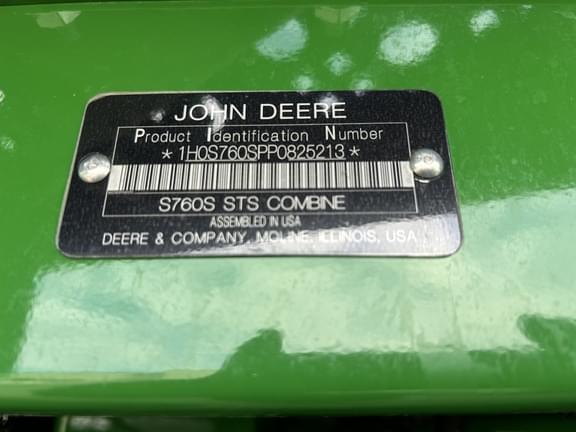 JOHN DEERE
Product Identification Number
*1H0S760SPP0825213*
S760S STS COMBINE
ASSEMBLED IN USA
DEERE & COMPANY, MOLINE, ILLINOIS, USA